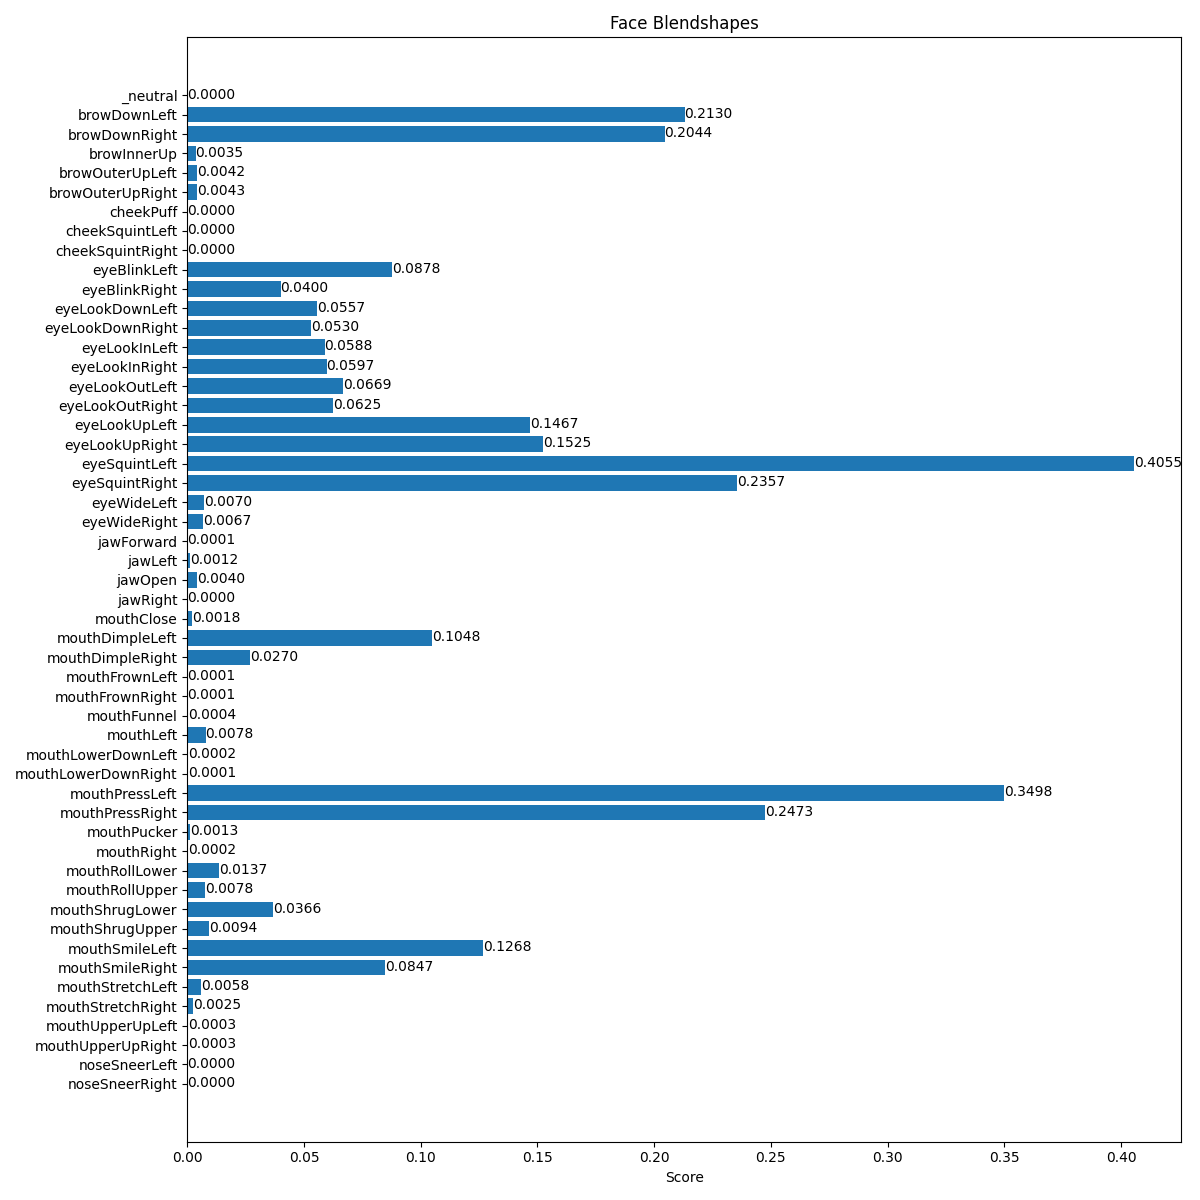 Face Blendshapes
_neutral 0.0000
browDownLeft 0.2130
browDownRight 0.2044
browInnerUp 0.0035
browOuterUpLeft 0.0042
browOuterUpRight 0.0043
cheekPuff 0.0000
cheekSquintLeft 0.0000
cheekSquintRight 0.0000
eyeBlinkLeft 0.0878
eyeBlinkRight 0.0400
eyeLookDownLeft 0.0557
eyeLookDownRight 0.0530
eyeLookInLeft 0.0588
eyeLookInRight 0.0597
eyeLookOutLeft 0.0669
eyeLookOutRight 0.0625
eyeLookUpLeft 0.1467
eyeLookUpRight 0.1525
eyeSquintLeft 0.4055
eyeSquintRight 0.2357
eyeWideLeft 0.0070
eyeWideRight 0.0067
jawForward 0.0001
jawLeft 0.0012
jawOpen 0.0040
jawRight 0.0000
mouthClose 0.0018
mouthDimpleLeft 0.1048
mouthDimpleRight 0.0270
mouthFrownLeft 0.0001
mouthFrownRight 0.0001
mouthFunnel 0.0004
mouthLeft 0.0078
mouthLowerDownLeft 0.0002
mouthLowerDownRight 0.0001
mouthPressLeft 0.3498
mouthPressRight 0.2473
mouthPucker 0.0013
mouthRight 0.0002
mouthRollLower 0.0137
mouthRollUpper 0.0078
mouthShrugLower 0.0366
mouthShrugUpper 0.0094
mouthSmileLeft 0.1268
mouthSmileRight 0.0847
mouthStretchLeft 0.0058
mouthStretchRight 0.0025
mouthUpperUpLeft 0.0003
mouthUpperUpRight 0.0003
noseSneerLeft 0.0000
noseSneerRight 0.0000
0.00 0.05 0.10 0.15 0.20 0.25 0.30 0.35 0.40
Score